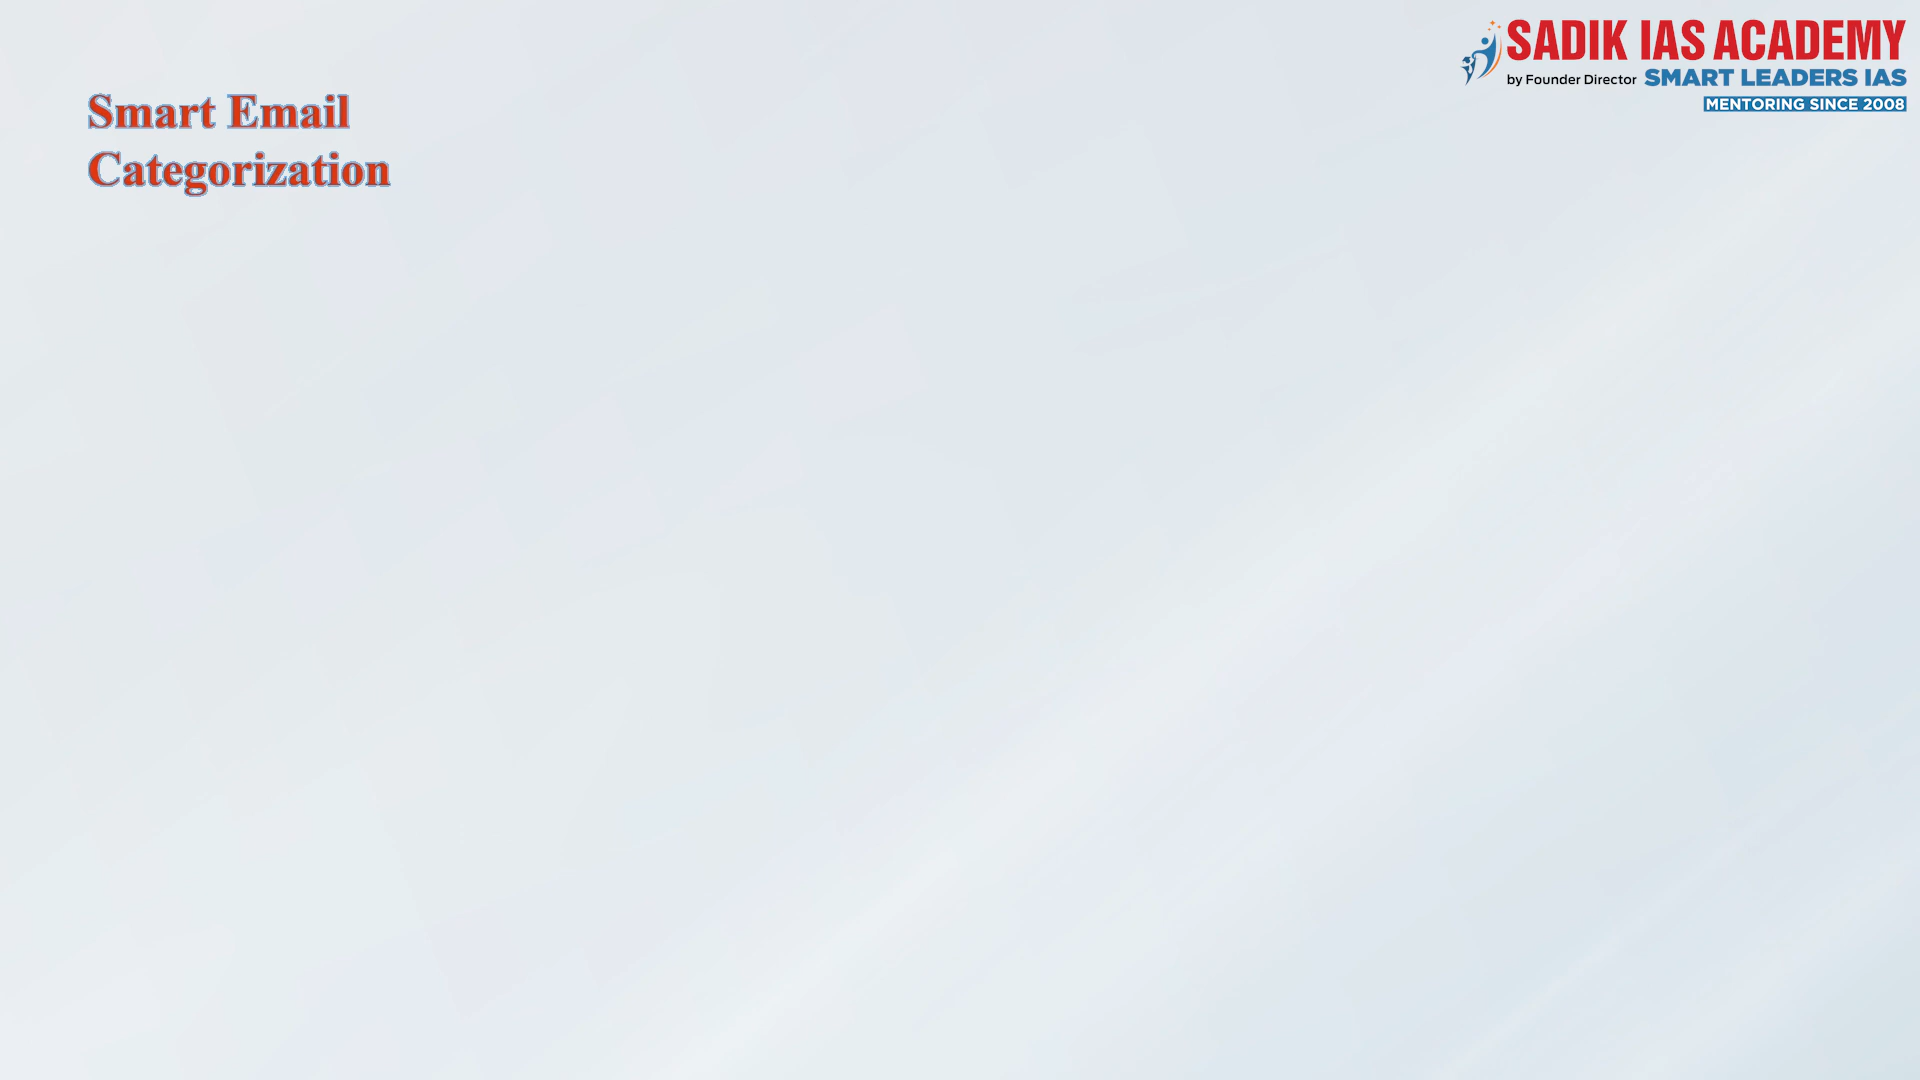 SADIK IAS ACADEMY
by Founder Director SMART LEADERS IAS
MENTORING SINCE 2008
Smart Email
Categorization